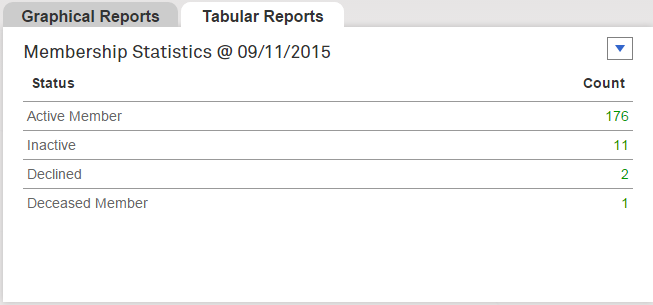 Graphical Reports Tabular Reports
Membership Statistics @ 09/11/2015
Status Count
Active Member 176
Inactive 11
Declined 2
Deceased Member 1